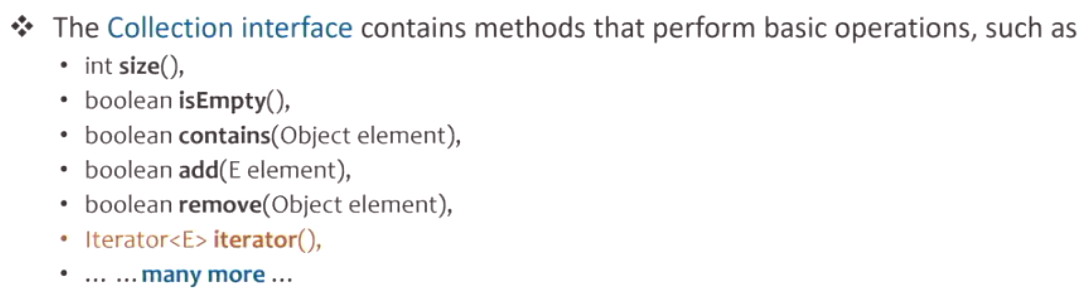 ❖ The Collection interface contains methods that perform basic operations, such as
• int size(),
• boolean isEmpty(),
• boolean contains(Object element),
• boolean add(E element),
• boolean remove(Object element),
• Iterator<E> iterator(),
• ... ... many more ...